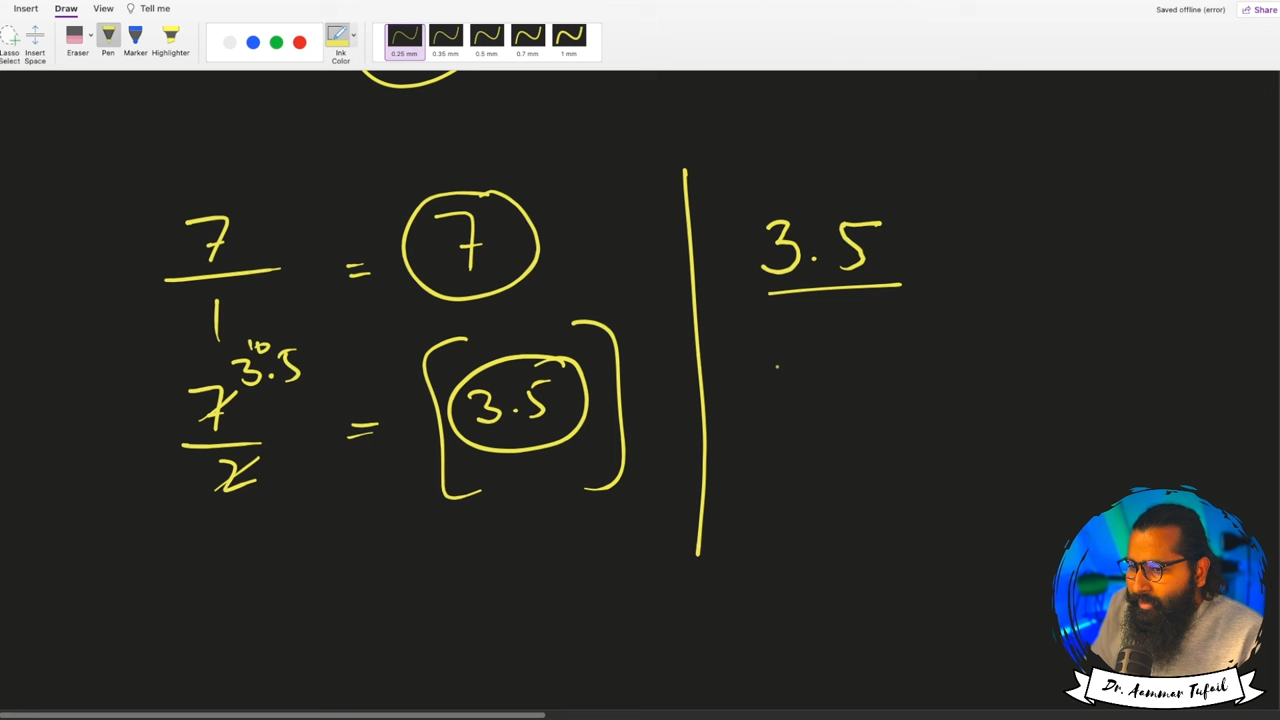 Insert Draw View Tell me
Saved offline (error) Share
Lasso Select
Insert Space
Eraser
Pen
Marker
Highlighter
Ink Color
0.25 mm
0.35 mm
0.5 mm
0.7 mm
1 mm
7
1
= 7
10
3.5
7
2
= [3.5]
3.5
Dr. Aammar Tufail